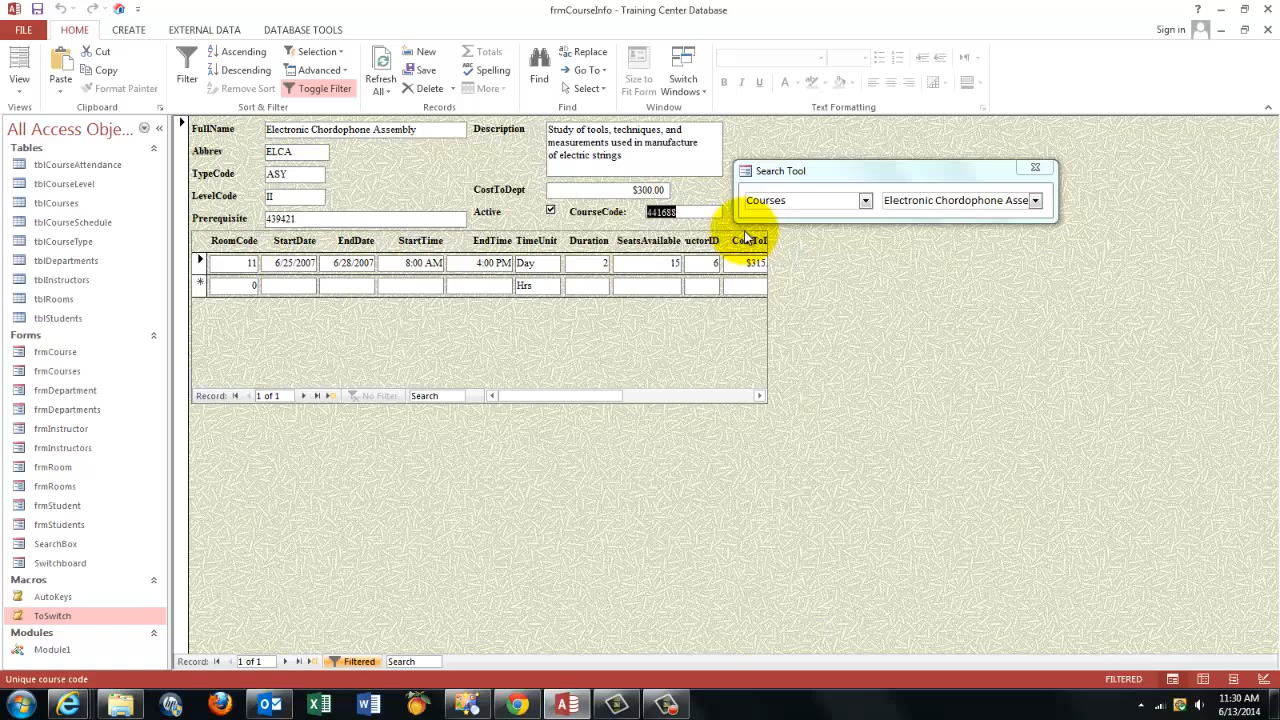 frmCourseInfo - Training Center Database
FILE HOME CREATE EXTERNAL DATA DATABASE TOOLS Sign in
View
Views
Paste
Cut
Copy
Format Painter
Clipboard
Filter
Ascending
Descending
Remove Sort
Selection
Advanced
Toggle Filter
Sort & Filter
Refresh
All
New
Save
Delete
Totals
Spelling
More
Records
Find
Replace
Go To
Select
Find
Size to
Fit Form
Switch
Windows
Window
B I U A
Text Formatting
All Access Obje...
Tables
tblCourseAttendance
tblCourseLevel
tblCourseSchedule
tblCourseType
tblDepartments
tblInstructors
tblRooms
tblStudents
Forms
frmCourse
frmCourses
frmDepartment
frmDepartments
frmInstructor
frmInstructors
frmRoom
frmRooms
frmStudent
frmStudents
SearchBox
Switchboard
Macros
AutoKeys
ToSwitch
Modules
Module1
FullName Electronic Chordophone Assembly
Abbrev ELCA
TypeCode ASY
LevelCode II
Prerequisite 439421
Description Study of tools, techniques, and
measurements used in manufacture
of electric strings
CostToDept $300.00
Active CourseCode: 441688
Search Tool
Courses Electronic Chordophone Asse
RoomCode StartDate EndDate StartTime EndTime TimeUnit Duration SeatsAvailable uctorID
11 6/25/2007 6/28/2007 8:00 AM 4:00 PM Day 2 15 6 $315.
0 Hrs
Record: 1 of 1 No Filter Search
Record: 1 of 1 Filtered Search
Unique course code FILTERED
11:30 AM
6/13/2014